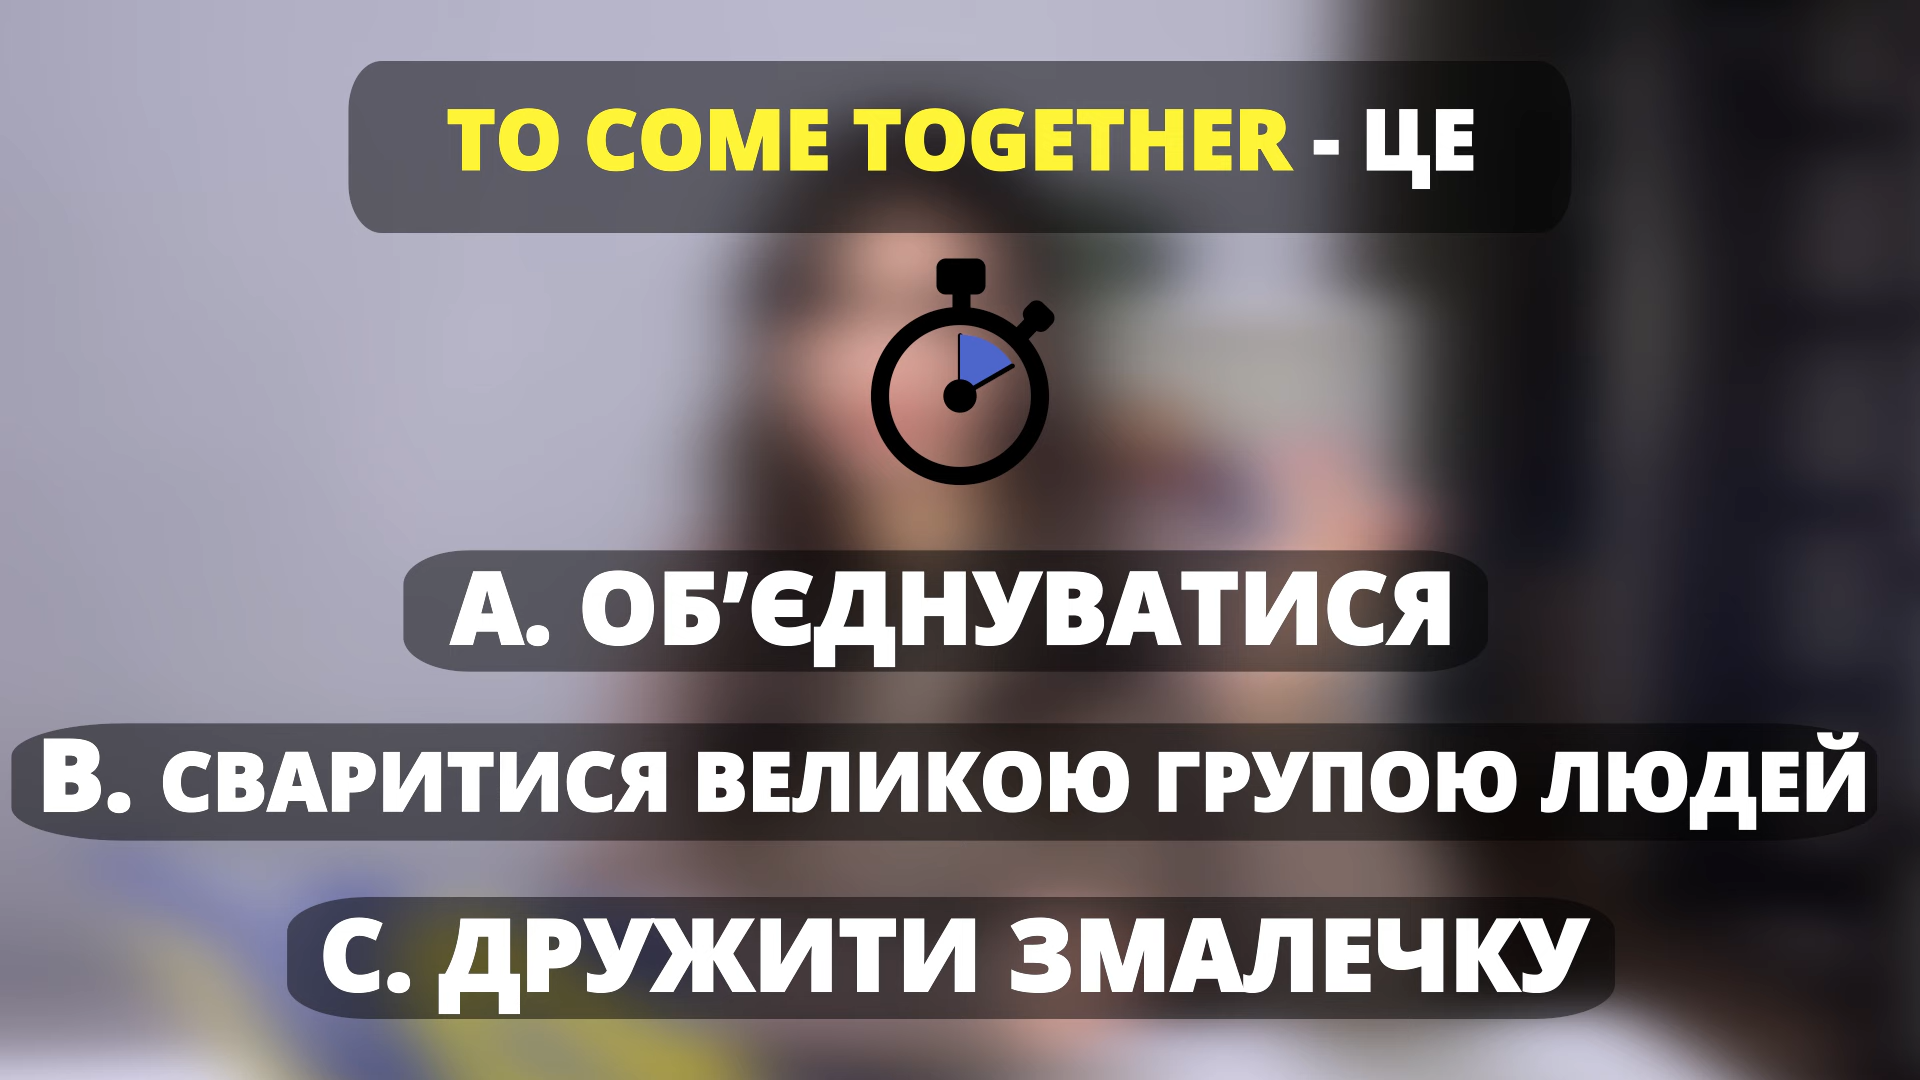 TO COME TOGETHER - ЦЕ
A. ОБ’ЄДНУВАТИСЯ
B. СВАРИТИСЯ ВЕЛИКОЮ ГРУПОЮ ЛЮДЕЙ
C. ДРУЖИТИ ЗМАЛЕЧКУ